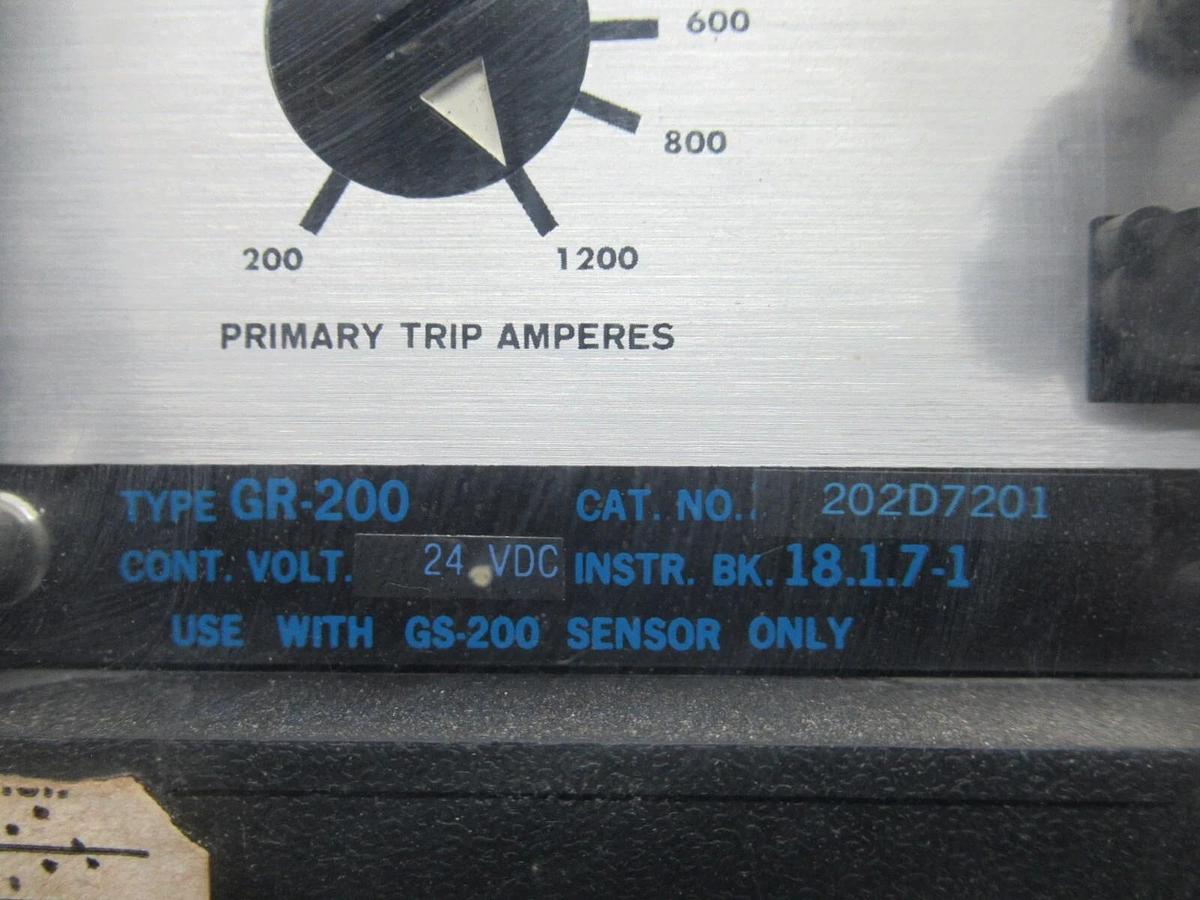 600
800
200 1200
PRIMARY TRIP AMPERES
TYPE GR-200 CAT. NO. 202D7201
CONT. VOLT. 24 VDC INSTR. BK. 18.1.7-1
USE WITH GS-200 SENSOR ONLY